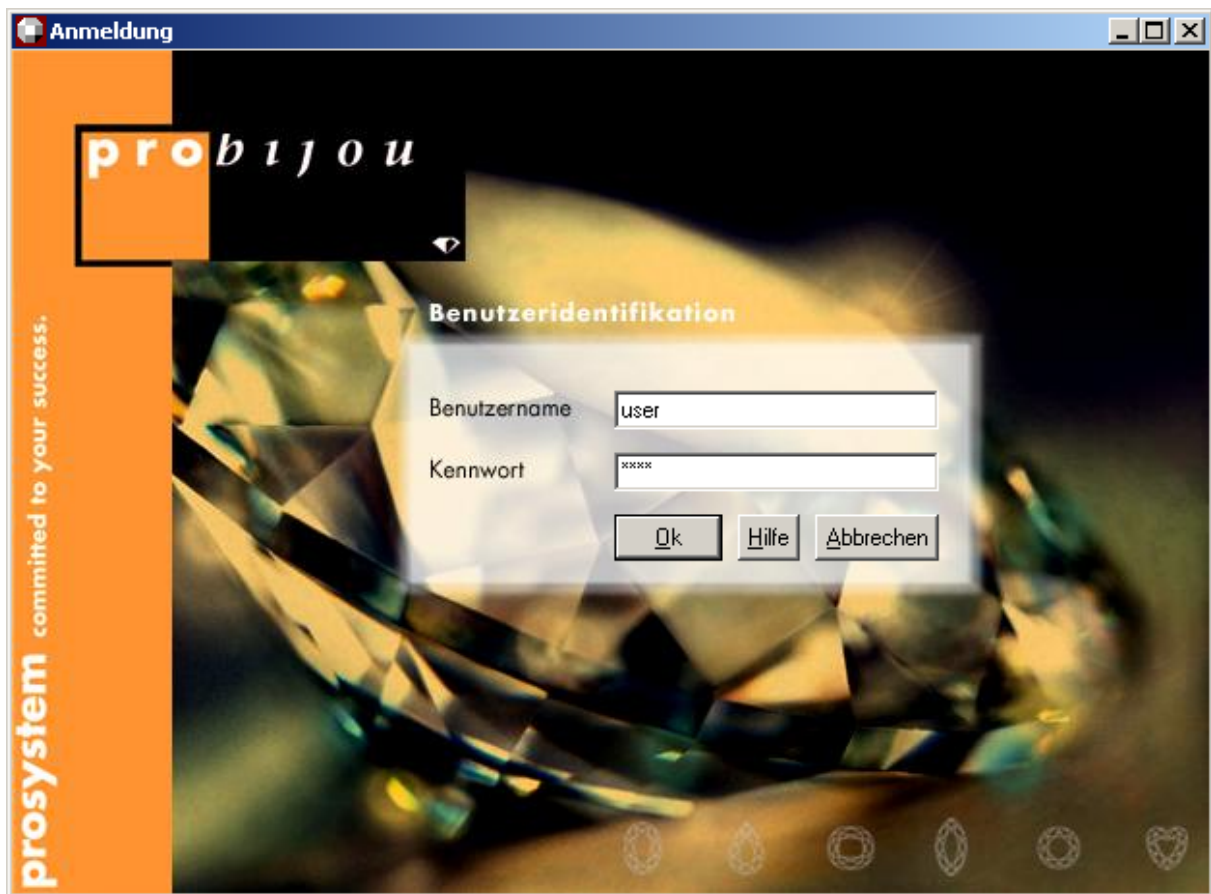 Anmeldung
probijou
Benutzeridentifikation
Benutzername user
Kennwort ****
Ok Hilfe Abbrechen
prosystem committed to your success.